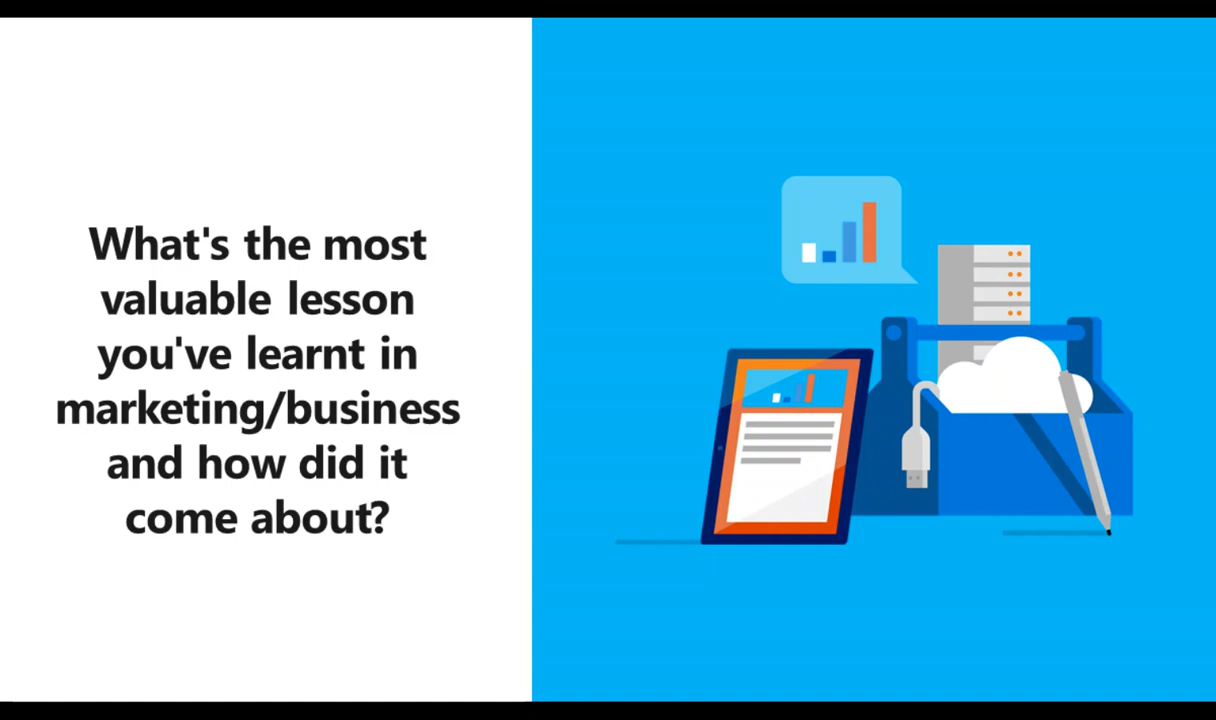 What's the most
valuable lesson
you've learnt in
marketing/business
and how did it
come about?